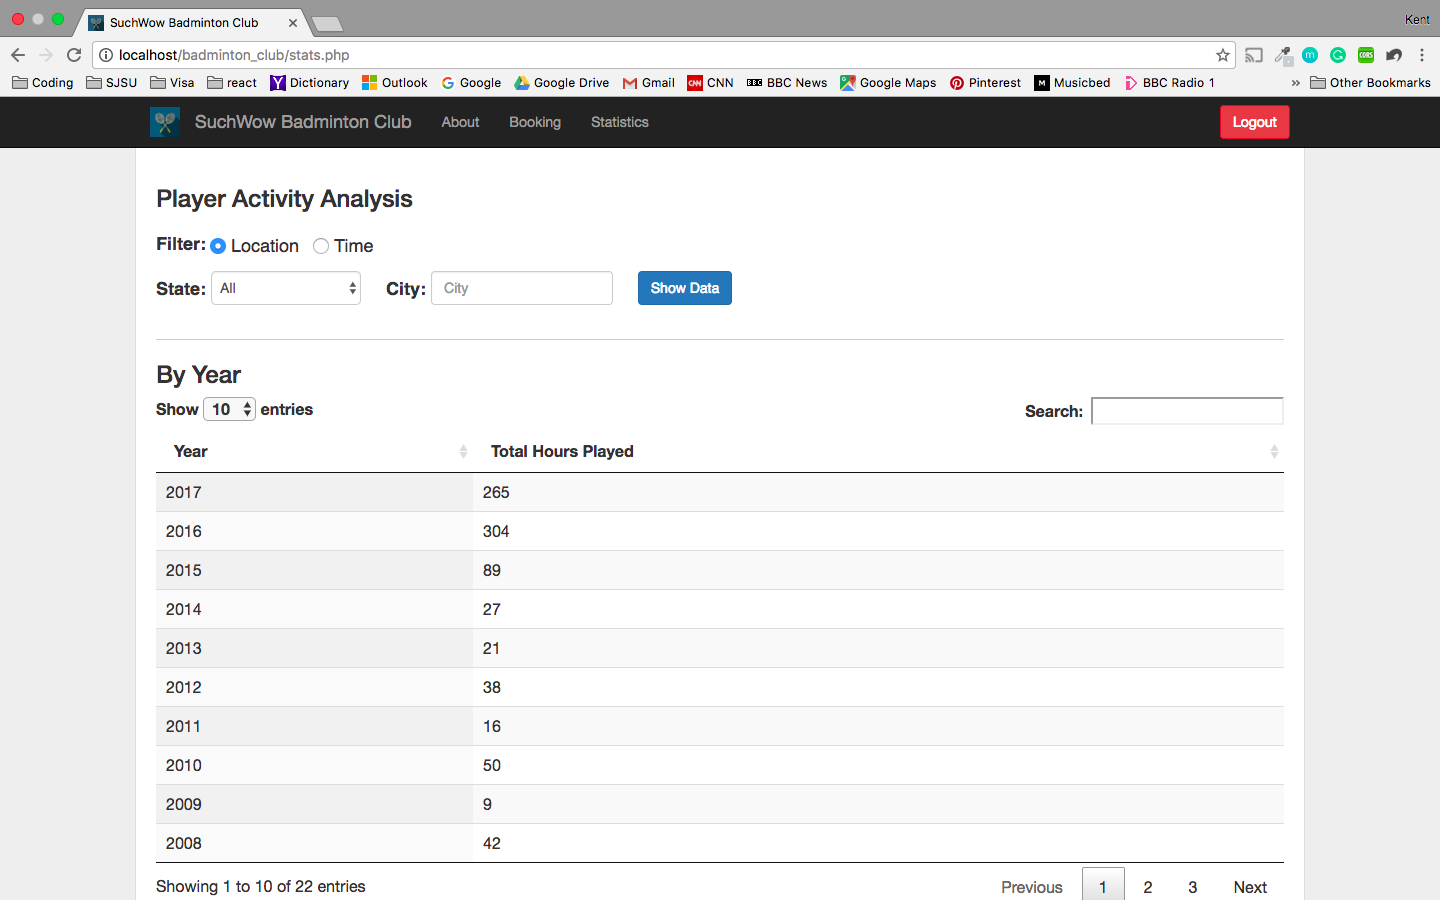 SuchWow Badminton Club
Kent
localhost/badminton_club/stats.php
Coding SJSU Visa react Dictionary Outlook Google Google Drive Gmail CNN BBC News Google Maps Pinterest Musicbed BBC Radio 1 » Other Bookmarks
SuchWow Badminton Club About Booking Statistics Logout
Player Activity Analysis
Filter: Location Time
State: All City: City Show Data
By Year
Show 10 entries Search:
Year Total Hours Played
2017 265
2016 304
2015 89
2014 27
2013 21
2012 38
2011 16
2010 50
2009 9
2008 42
Showing 1 to 10 of 22 entries Previous 1 2 3 Next